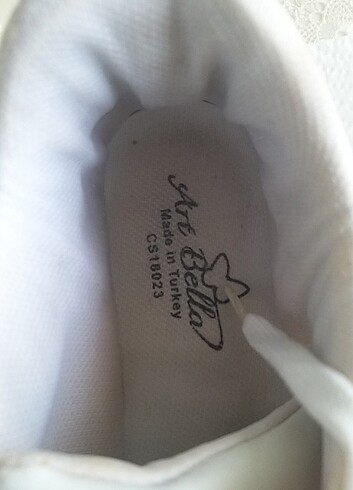 Art Bella
Made in Turkey
CS18023